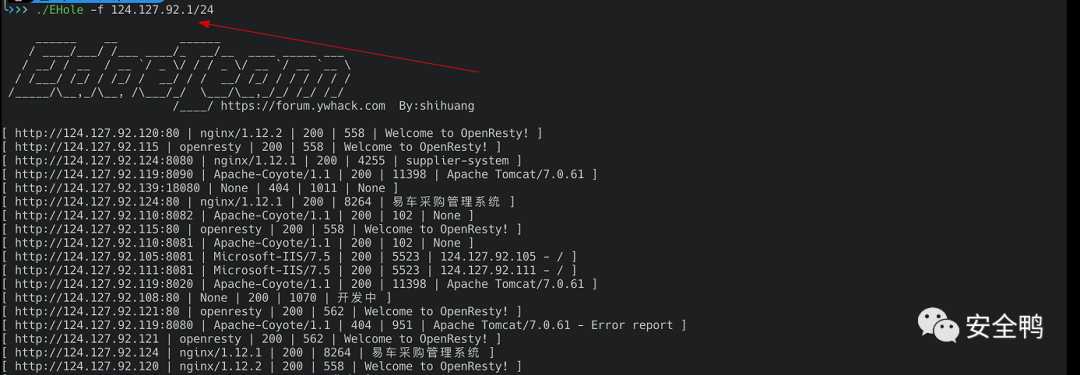 >>> ./EHole -f 124.127.92.1/24
EdgeTeam
https://forum.ywhack.com By:shihuang
[ http://124.127.92.120:80 | nginx/1.12.2 | 200 | 558 | Welcome to OpenResty! ]
[ http://124.127.92.115 | openresty | 200 | 558 | Welcome to OpenResty! ]
[ http://124.127.92.124:8080 | nginx/1.12.1 | 200 | 4255 | supplier-system ]
[ http://124.127.92.119:8090 | Apache-Coyote/1.1 | 200 | 11398 | Apache Tomcat/7.0.61 ]
[ http://124.127.92.139:18080 | None | 404 | 1011 | None ]
[ http://124.127.92.124:80 | nginx/1.12.1 | 200 | 8264 | 易车采购管理系统 ]
[ http://124.127.92.110:8082 | Apache-Coyote/1.1 | 200 | 102 | None ]
[ http://124.127.92.115:80 | openresty | 200 | 558 | Welcome to OpenResty! ]
[ http://124.127.92.110:8081 | Apache-Coyote/1.1 | 200 | 102 | None ]
[ http://124.127.92.105:8081 | Microsoft-IIS/7.5 | 200 | 5523 | 124.127.92.105 - / ]
[ http://124.127.92.111:8081 | Microsoft-IIS/7.5 | 200 | 5523 | 124.127.92.111 - / ]
[ http://124.127.92.119:8020 | Apache-Coyote/1.1 | 200 | 11398 | Apache Tomcat/7.0.61 ]
[ http://124.127.92.108:80 | None | 200 | 1070 | 开发中 ]
[ http://124.127.92.121:80 | openresty | 200 | 562 | Welcome to OpenResty! ]
[ http://124.127.92.119:8080 | Apache-Coyote/1.1 | 404 | 951 | Apache Tomcat/7.0.61 - Error report ]
[ http://124.127.92.121 | openresty | 200 | 562 | Welcome to OpenResty! ]
[ http://124.127.92.124 | nginx/1.12.1 | 200 | 8264 | 易车采购管理系统 ]
[ http://124.127.92.120 | nginx/1.12.2 | 200 | 558 | Welcome to OpenResty! ]
安全鸭